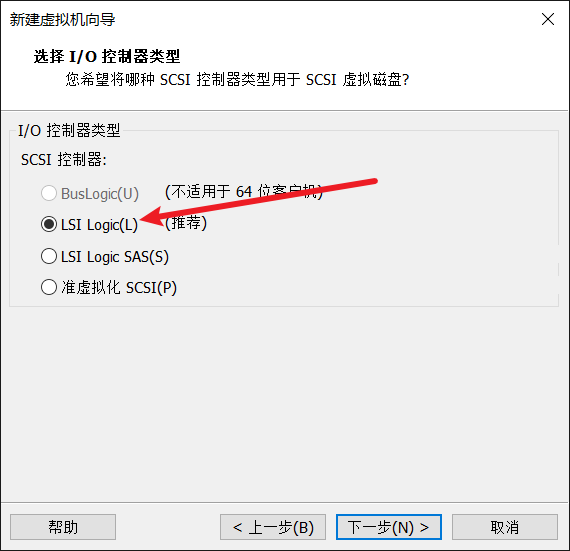 新建虚拟机向导
选择 I/O 控制器类型
您希望将哪种 SCSI 控制器类型用于 SCSI 虚拟磁盘?
I/O 控制器类型
SCSI 控制器:
BusLogic(U) (不适用于 64 位客户机)
LSI Logic(L) (推荐)
LSI Logic SAS(S)
准虚拟化 SCSI(P)
帮助 < 上一步(B) 下一步(N) > 取消